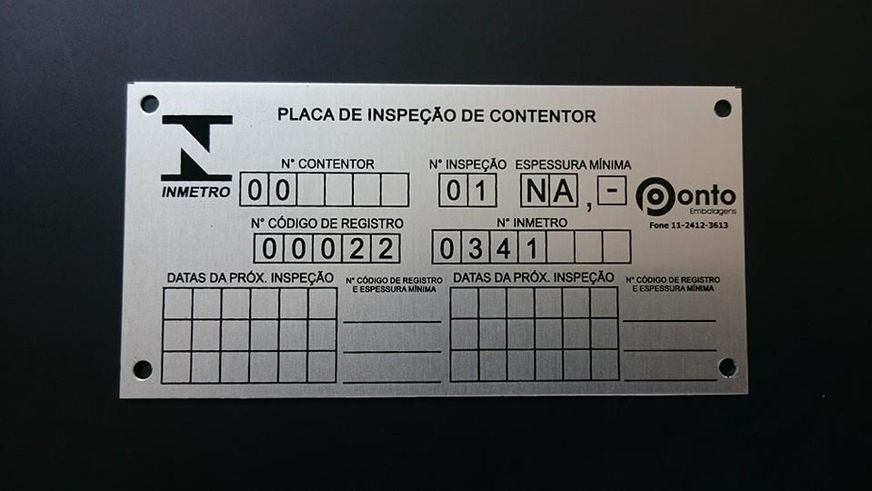 PLACA DE INSPEÇÃO DE CONTENTOR
INMETRO
N° CONTENTOR
00
N° INSPEÇÃO
01
ESPESSURA MÍNIMA
NA,-
Ponto
Embalagens
Fone 11-2412-3613
N° CÓDIGO DE REGISTRO
00022
N° INMETRO
0341
DATAS DA PRÓX. INSPEÇÃO
N° CÓDIGO DE REGISTRO
E ESPESSURA MÍNIMA
DATAS DA PRÓX. INSPEÇÃO
N° CÓDIGO DE REGISTRO
E ESPESSURA MÍNIMA